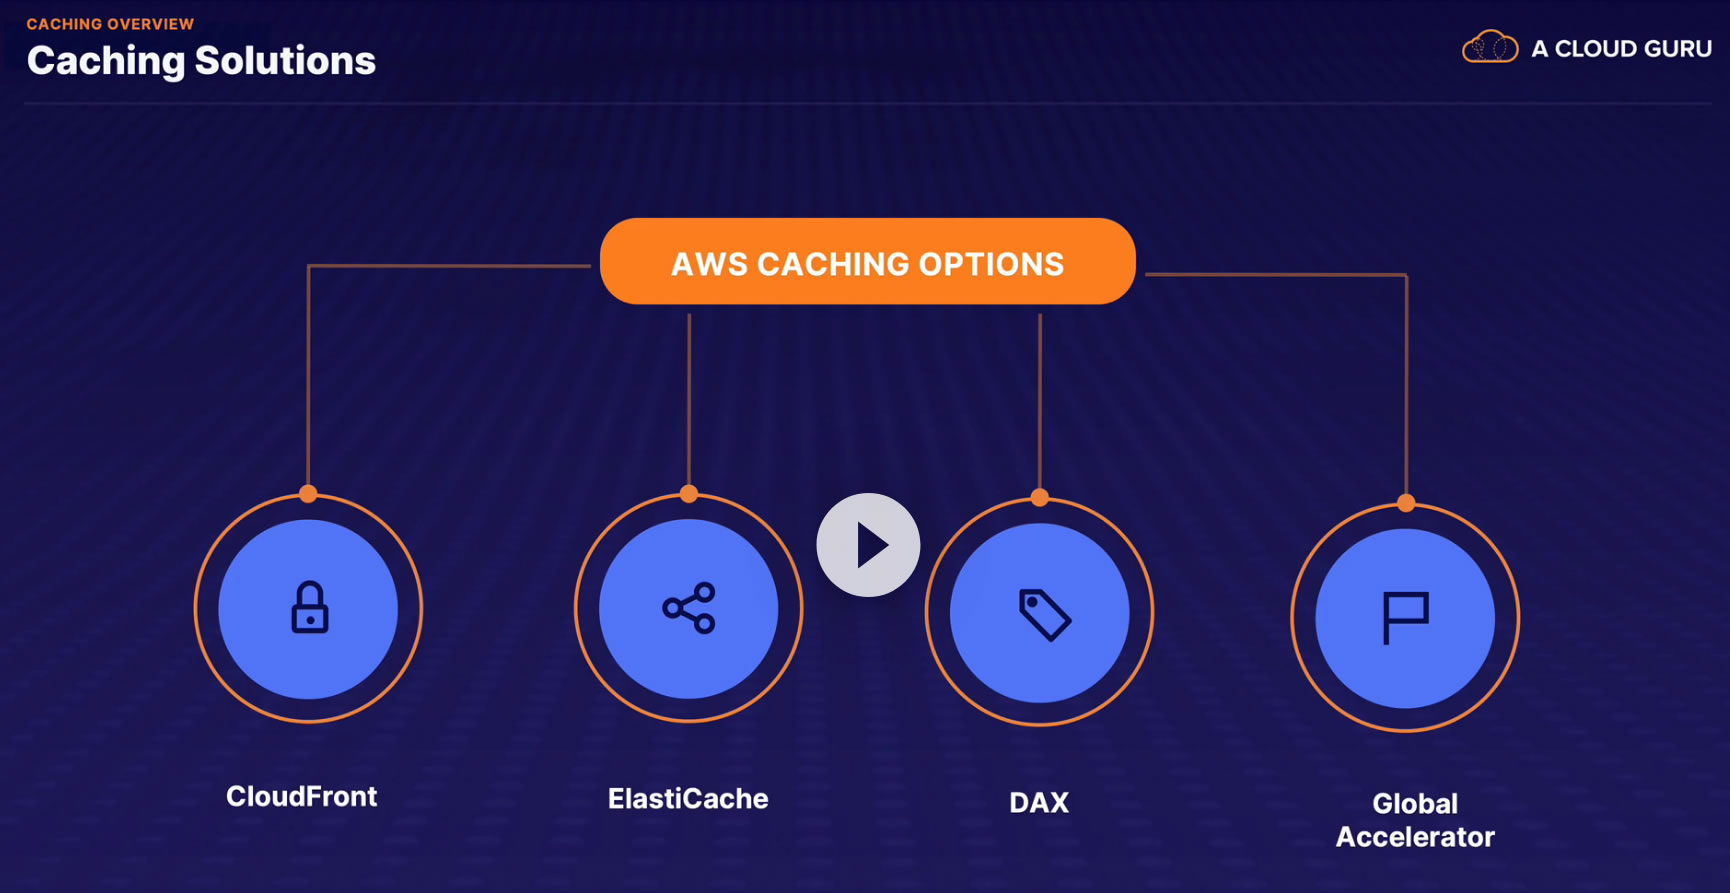 CACHING OVERVIEW
Caching Solutions
A CLOUD GURU
AWS CACHING OPTIONS
CloudFront
ElastiCache
DAX
Global
Accelerator